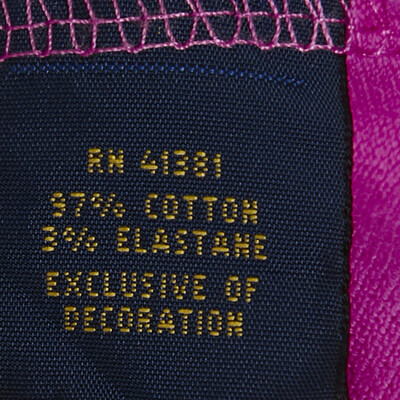 RN 41381
97% COTTON
3% ELASTANE
EXCLUSIVE OF
DECORATION